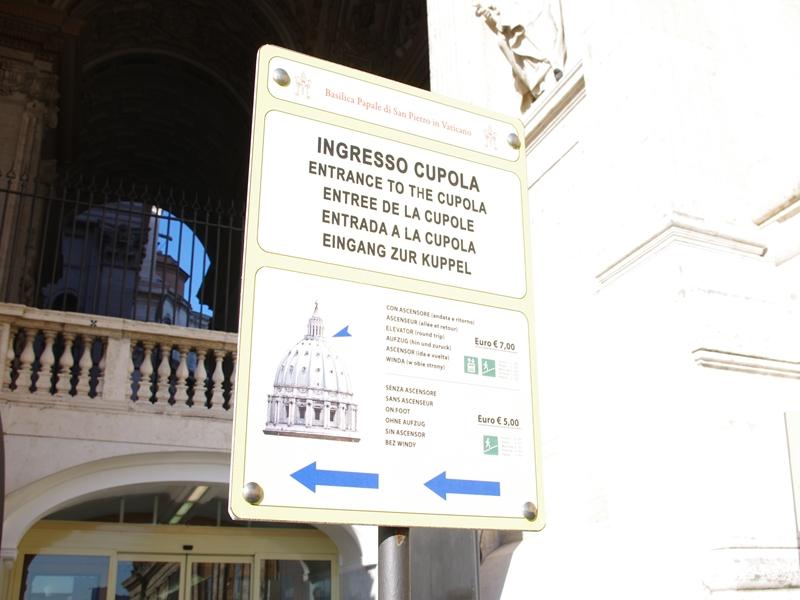 Basilica Papale di San Pietro in Vaticano
INGRESSO CUPOLA
ENTRANCE TO THE CUPOLA
ENTREE DE LA CUPOLE
ENTRADA A LA CUPOLA
EINGANG ZUR KUPPEL
CON ASCENSORE (andata e ritorno)
ASCENSEUR (allée et retour)
ELEVATOR (round trip)
AUFZUG (hin und zuruck)
ASCENSOR (ida e vuelta)
WINDA (w obie strony)
Euro € 7,00
SENZA ASCENSORE
SANS ASCENSEUR
ON FOOT
OHNE AUFZUG
SIN ASCENSOR
BEZ WINDY
Euro € 5,00